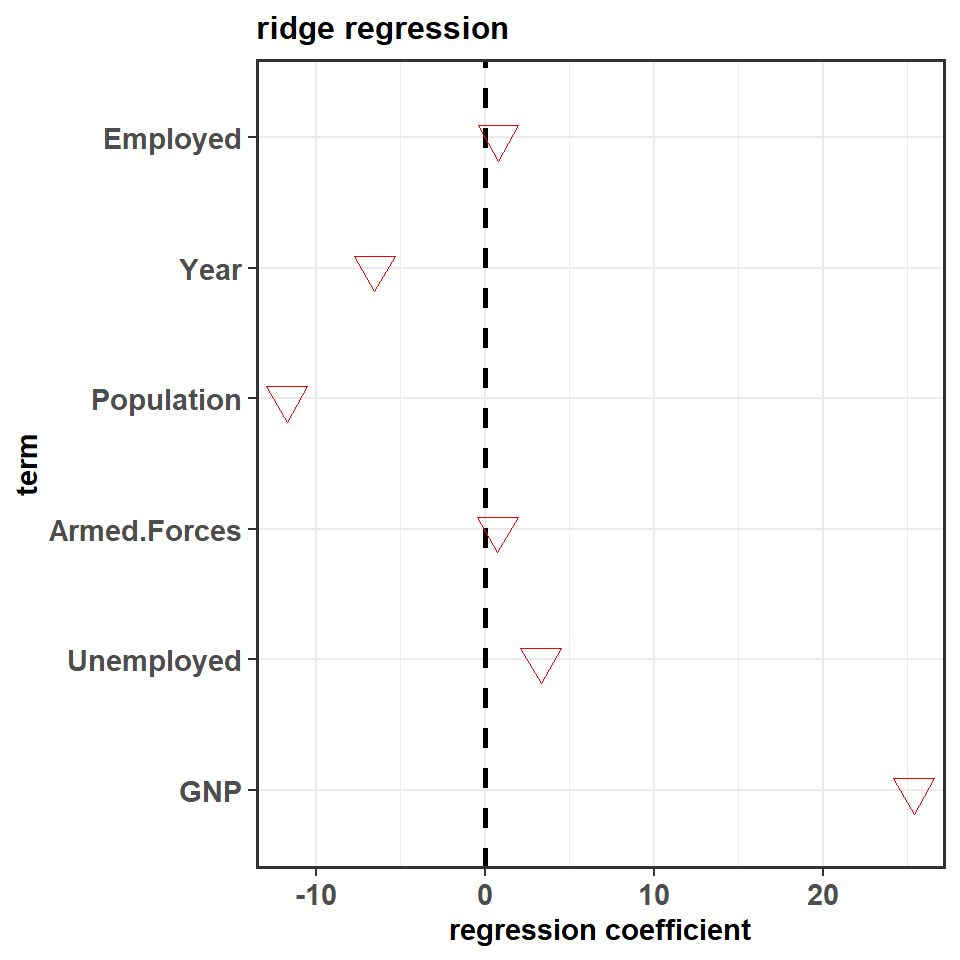 ridge regression
Employed
Year
Population
Armed.Forces
Unemployed
GNP
term
-10 0 10 20
regression coefficient